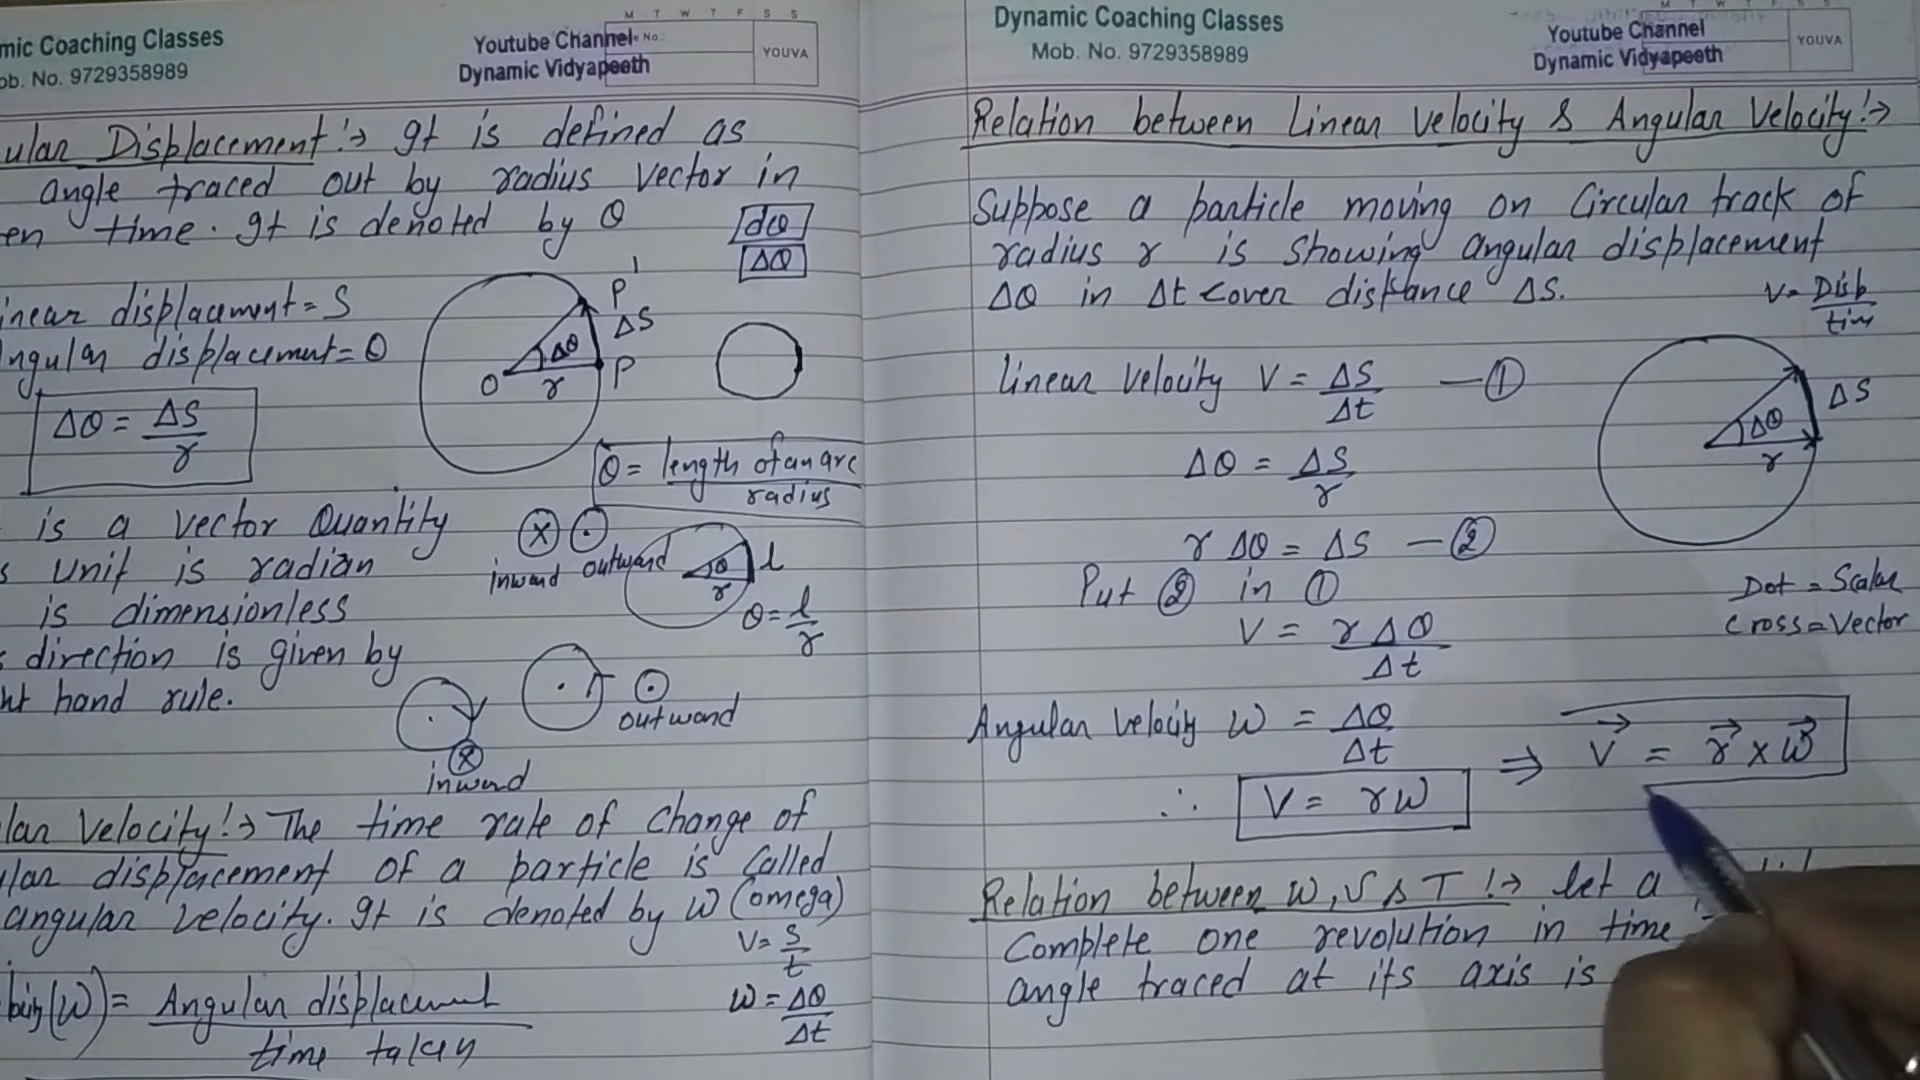 mic Coaching Classes
ob. No. 9729358989
M T W T F S S
Youtube Channel
Dynamic Vidyapeeth
YOUVA
ular Displacement :→ It is defined as
angle traced out by radius vector in
en time. It is denoted by θ
dθ
Δθ
inear displacement = S
ngular displacement = θ
Δθ = ΔS / r
P'
ΔS
Δθ
O
r
P
θ = length of an arc / radius
is a vector Quantity
inward outward
s unit is radian
θ
r
l
is dimensionless
θ = l / r
direction is given by
ht hand rule.
outward
inward
lar Velocity :→ The time rate of change of
ular displacement of a particle is called
angular velocity. It is denoted by ω (omega)
V = S / t
(ω) = Angular displacement / time taken
ω = Δθ / Δt
Dynamic Coaching Classes
Mob. No. 9729358989
Youtube Channel
Dynamic Vidyapeeth
YOUVA
Relation between Linear Velocity & Angular Velocity :→
Suppose a particle moving on Circular track of
radius r is showing angular displacement
Δθ in Δt cover distance ΔS.
V = Disp / time
linear velocity V = ΔS / Δt — ①
ΔS
Δθ
r
Δθ = ΔS / r
r Δθ = ΔS — ②
Put ② in ①
Dot = Scalar
Cross = Vector
V = r Δθ / Δt
Angular velocity ω = Δθ / Δt
∴ V = rω ⇒ V⃗ = r⃗ × ω⃗
Relation between ω, ν & T :→ let a
Complete one revolution in time
angle traced at its axis is